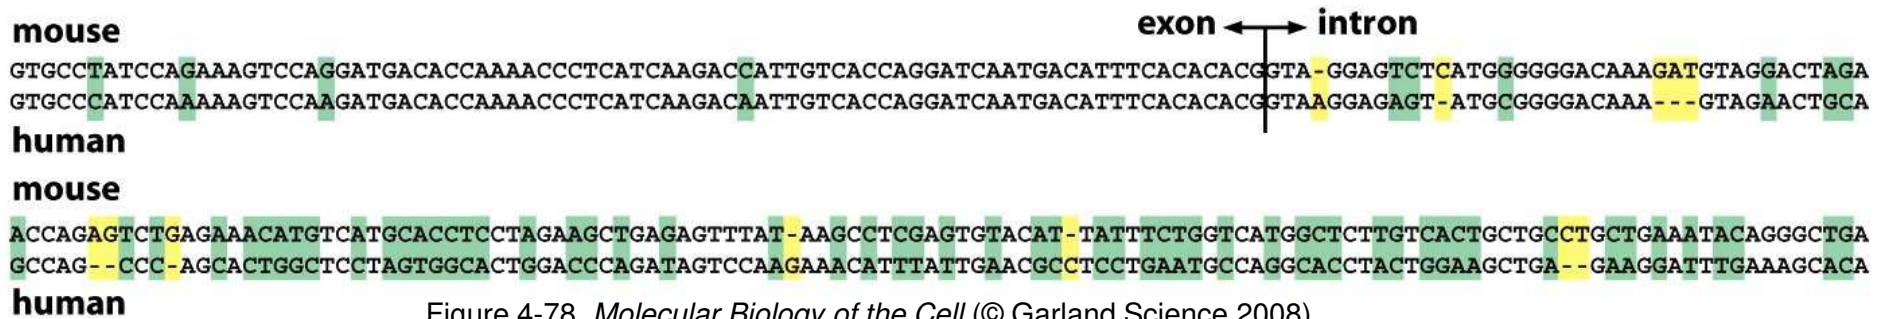 exon intron
mouse
GTGCCTATCCAGAAAGTCCAGGATGACACCAAAACCCTCATCAAGACCATTGTCACCAGGATCAATGACATTTCACACACGGTA-GGAGTCTCATGGGGGGACAAAGATGTAGGACTAGA
GTGCCCATCCAAAAAGTCCAAGATGACACCAAAACCCTCATCAAGACAATTGTCACCAGGATCAATGACATTTCACACACGGTAAGGAGAGT-ATGCGGGGACAAA---GTAGAACTGCA
human
mouse
ACCAGAGTCTGAGAAACATGTCATGCACCTCCTAGAAGCTGAGAGTTTAT-AAGCCTCGAGTGTACAT-TATTTCTGGTCATGGCTCTTGTCACTGCTGCCTGCTGAAATACAGGGCTGA
GCCAG--CCC-AGCACTGGCTCCTAGTGGCACTGGACCCAGATAGTCCAAGAAACATTTATTGAACGCCTCCTGAATGCCAGGCACCTACTGGAAGCTGA--GAAGGATTTGAAAGCACA
human
Figure 4-78 Molecular Biology of the Cell (© Garland Science 2008)